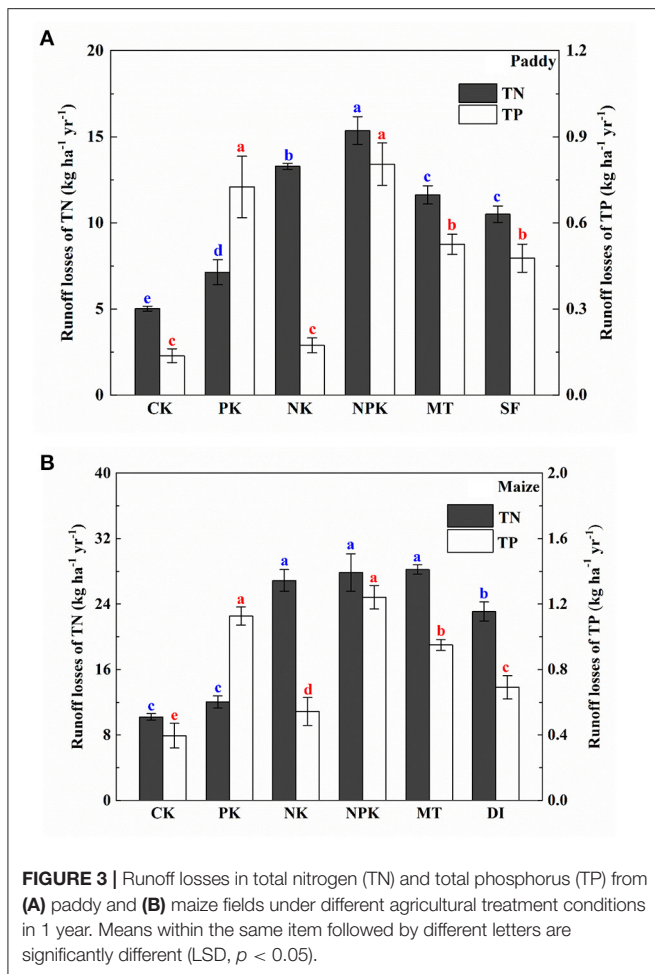 A
Paddy
TN
TP
Runoff losses of TN (kg ha⁻¹ yr⁻¹)
20
15
10
5
0
Runoff losses of TP (kg ha⁻¹ yr⁻¹)
1.2
0.9
0.6
0.3
0.0
e c d a b c a a c b c b
CK PK NK NPK MT SF
B
Maize
TN
TP
Runoff losses of TN (kg ha⁻¹ yr⁻¹)
40
32
24
16
8
0
Runoff losses of TP (kg ha⁻¹ yr⁻¹)
2.0
1.6
1.2
0.8
0.4
0.0
c e c a a d a a a b b c
CK PK NK NPK MT DI
FIGURE 3 | Runoff losses in total nitrogen (TN) and total phosphorus (TP) from
(A) paddy and (B) maize fields under different agricultural treatment conditions
in 1 year. Means within the same item followed by different letters are
significantly different (LSD, p < 0.05).